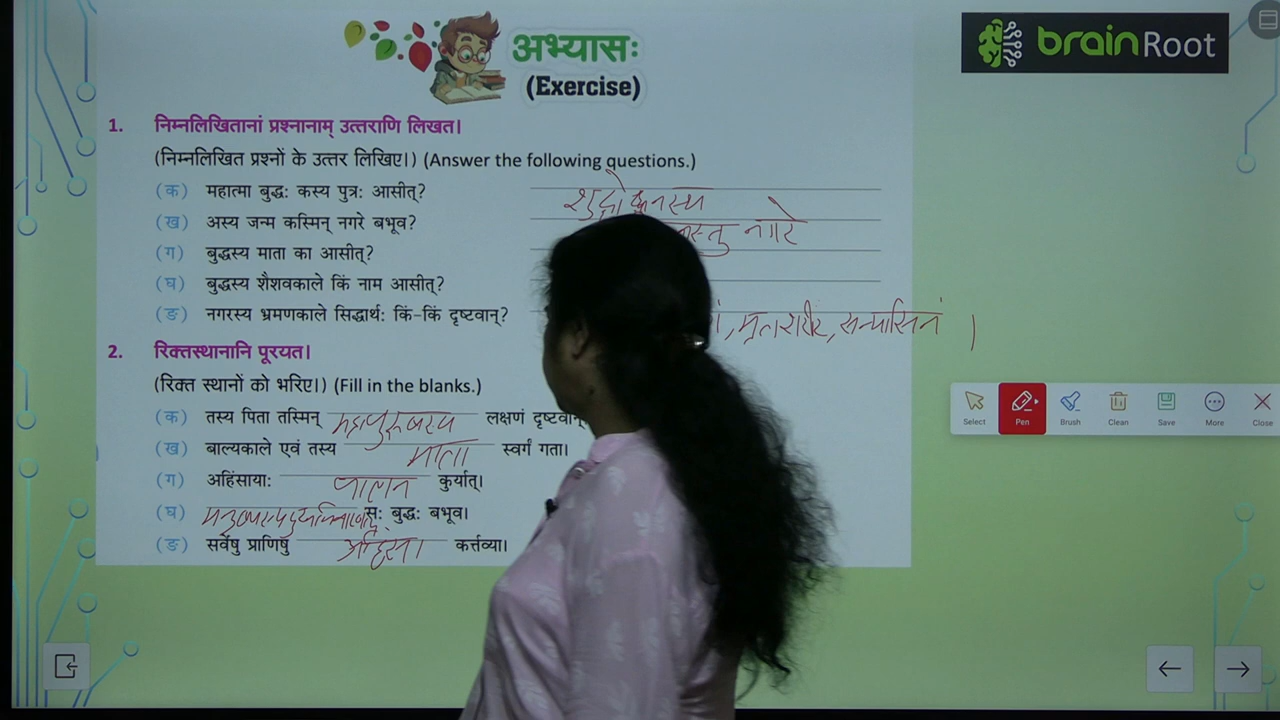 अभ्यासः
(Exercise)
brainRoot
1. निम्नलिखितानां प्रश्नानाम् उत्तराणि लिखत।
(निम्नलिखित प्रश्नों के उत्तर लिखिए।) (Answer the following questions.)
(क) महात्मा बुद्धः कस्य पुत्रः आसीत्?
(ख) अस्य जन्म कस्मिन् नगरे बभूव? नगरे
(ग) बुद्धस्य माता का आसीत्?
(घ) बुद्धस्य शैशवकाले किं नाम आसीत्?
(ङ) नगरस्य भ्रमणकाले सिद्धार्थः किं-किं दृष्टवान्? , मृतशरीरं, सन्यासिनं ।
2. रिक्तस्थानानि पूरयत।
(रिक्त स्थानों को भरिए।) (Fill in the blanks.)
(क) तस्य पिता तस्मिन् महापुरूषस्य लक्षणं दृष्टवान्
(ख) बाल्यकाले एवं तस्य माता स्वर्गं गता।
(ग) अहिंसायाः पालन कुर्यात्।
(घ) सः बुद्धः बभूव।
(ङ) सर्वेषु प्राणिषु अहिंसा कर्त्तव्या।
Select Pen Brush Clean Save More Close